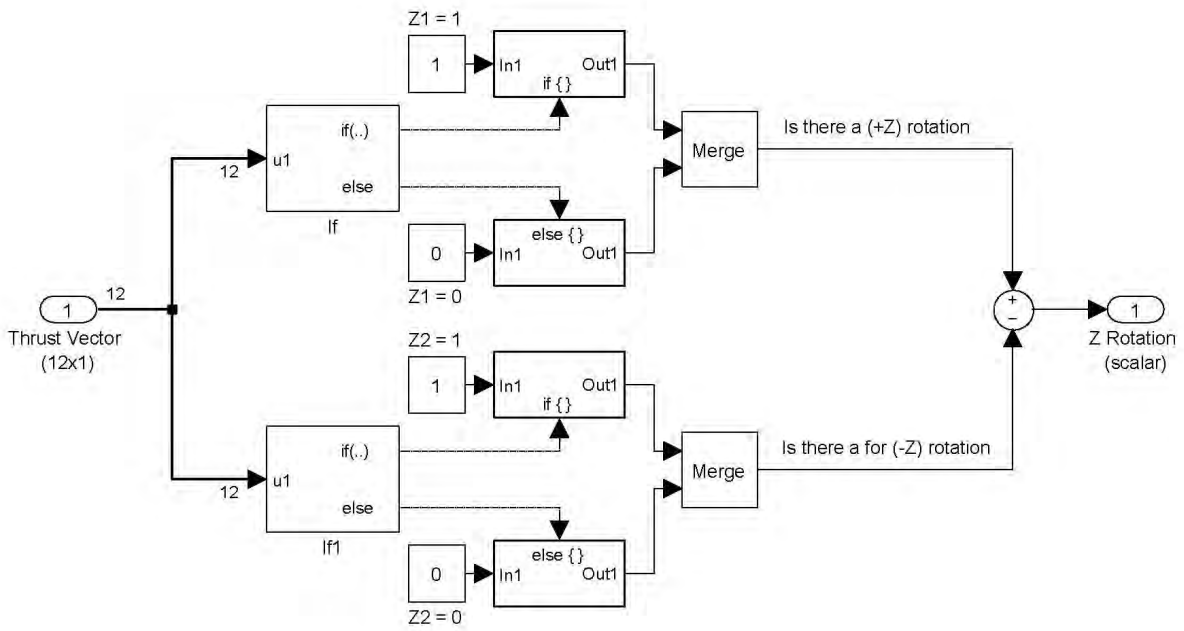 Z1 = 1
1
In1
Out1
if { }
if(..)
u1
else
12
If
Merge
Is there a (+Z) rotation
0
In1
else { }
Out1
Z1 = 0
1
12
Thrust Vector
(12x1)
+
−
1
Z Rotation
(scalar)
Z2 = 1
1
In1
Out1
if { }
if(..)
u1
else
12
If1
Merge
Is there a for (-Z) rotation
0
In1
else { }
Out1
Z2 = 0